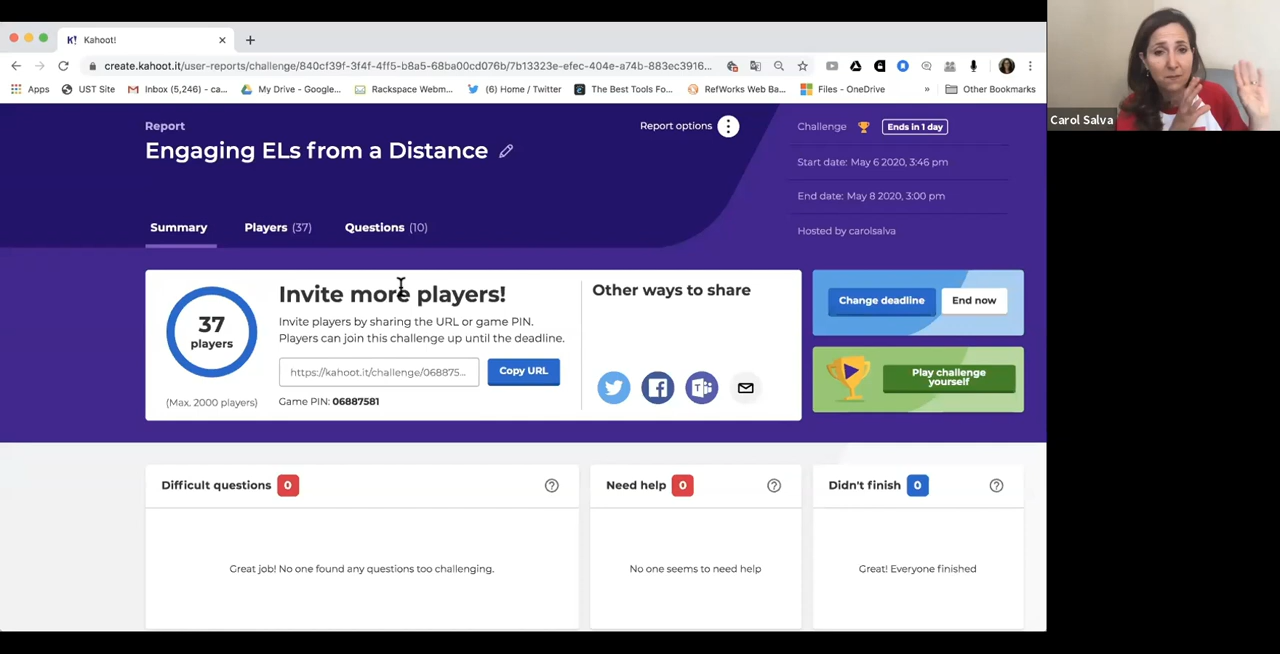 Kahoot!
create.kahoot.it/user-reports/challenge/840cf39f-3f4f-4ff5-b8a5-68ba00cd076b/7b13323e-efec-404e-a74b-883ec3916...
Apps UST Site Inbox (5,246) - ca... My Drive - Google... Rackspace Webm... (6) Home / Twitter The Best Tools Fo... RefWorks Web Ba... Files - OneDrive » Other Bookmarks
Carol Salva
Report
Engaging ELs from a Distance
Report options
Challenge Ends in 1 day
Start date: May 6 2020, 3:46 pm
End date: May 8 2020, 3:00 pm
Hosted by carolsalva
Summary Players (37) Questions (10)
37
players
(Max. 2000 players)
Invite more players!
Invite players by sharing the URL or game PIN.
Players can join this challenge up until the deadline.
https://kahoot.it/challenge/068875... Copy URL
Game PIN: 06887581
Other ways to share
Change deadline End now
Play challenge
yourself
Difficult questions 0
Great! job! No one found any questions too challenging.
Need help 0
No one seems to need help
Didn't finish 0
Great! Everyone finished